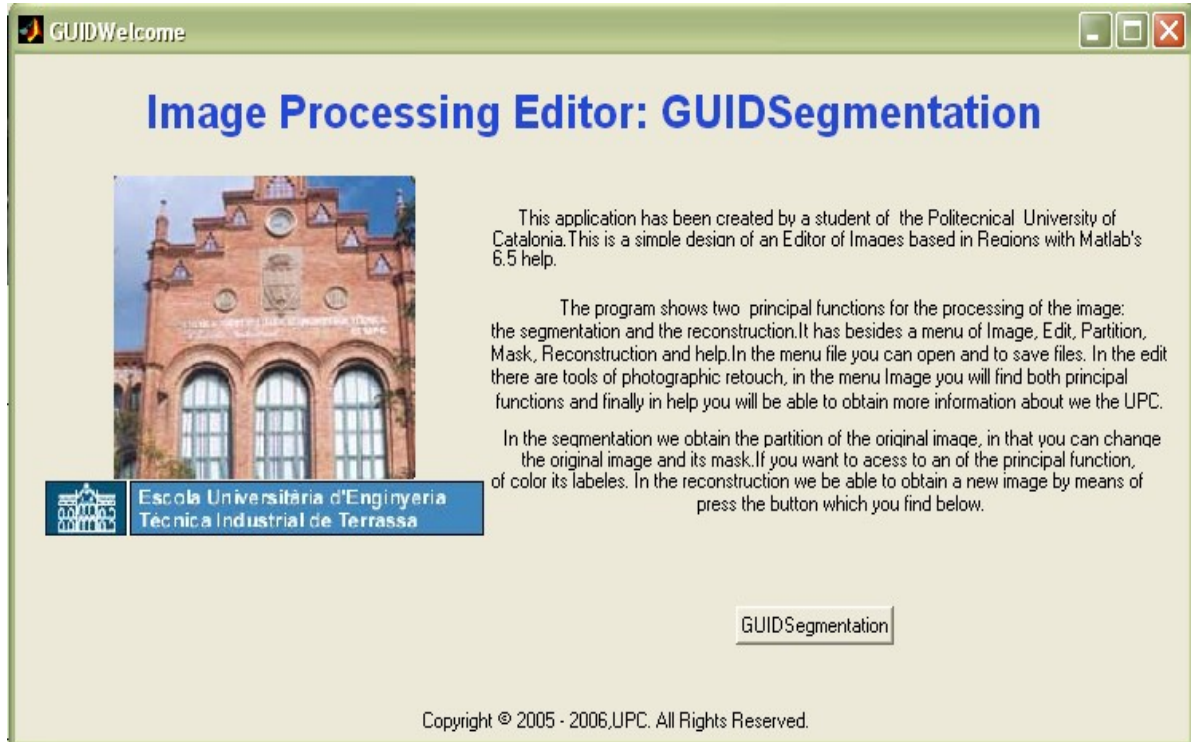 GUIDWelcome
Image Processing Editor: GUIDSegmentation
This application has been created by a student of the Politecnical University of
Catalonia.This is a simple design of an Editor of Images based in Regions with Matlab's
6.5 help.
The program shows two principal functions for the processing of the image:
the segmentation and the reconstruction.It has besides a menu of Image, Edit, Partition,
Mask, Reconstruction and help.In the menu file you can open and to save files. In the edit
there are tools of photographic retouch, in the menu Image you will find both principal
functions and finally in help you will be able to obtain more information about we the UPC.
In the segmentation we obtain the partition of the original image, in that you can change
the original image and its mask.If you want to acess to an of the principal function,
of color its labeles. In the reconstruction we be able to obtain a new image by means of
press the button which you find below.
Escola Universitària d'Enginyeria
Tècnica Industrial de Terrassa
GUIDSegmentation
Copyright © 2005 - 2006,UPC. All Rights Reserved.